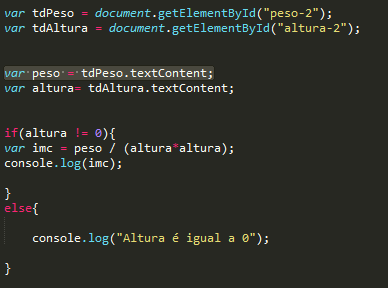 var tdPeso = document.getElementById("peso-2");
var tdAltura = document.getElementById("altura-2");
var peso = tdPeso.textContent;
var altura= tdAltura.textContent;
if(altura != 0){
var imc = peso / (altura*altura);
console.log(imc);
}
else{
console.log("Altura é igual a 0");
}